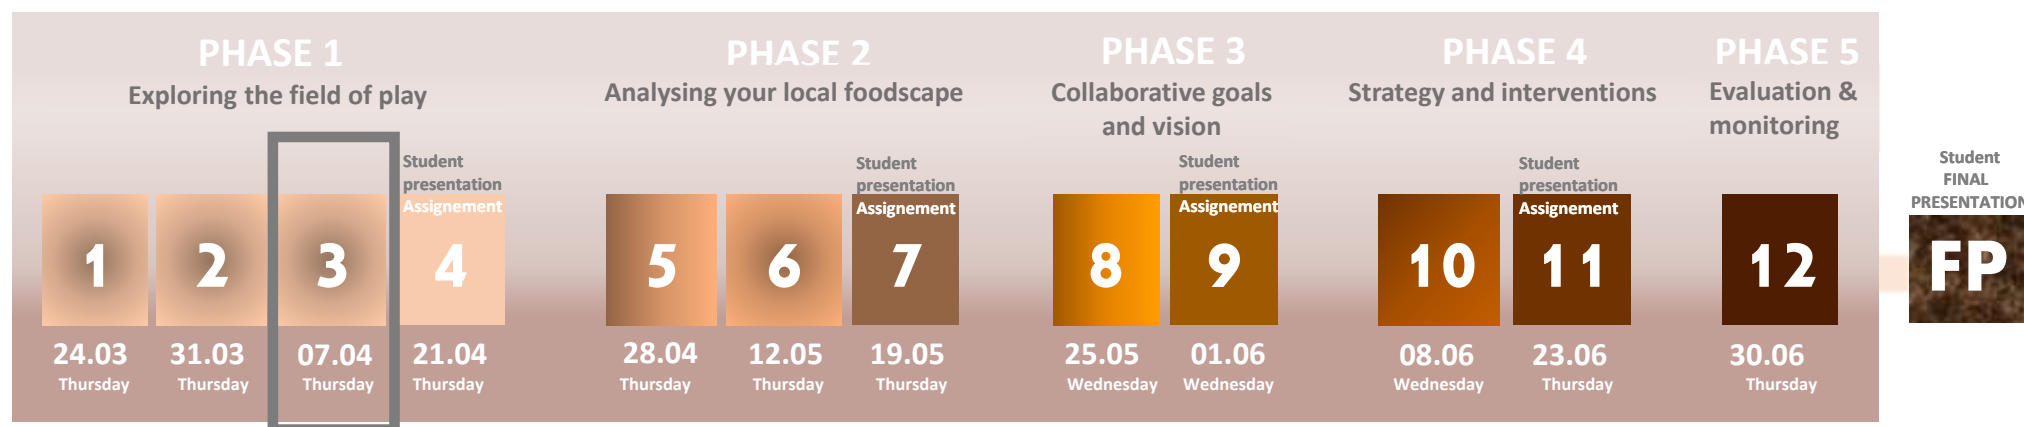 PHASE 1
Exploring the field of play
PHASE 2
Analysing your local foodscape
PHASE 3
Collaborative goals
and vision
PHASE 4
Strategy and interventions
PHASE 5
Evaluation &
monitoring
Student
presentation
Assignement
Student
presentation
Assignement
Student
presentation
Assignement
Student
presentation
Assignement
Student
FINAL
PRESENTATION
1
2
3
4
5
6
7
8
9
10
11
12
FP
24.03
Thursday
31.03
Thursday
07.04
Thursday
21.04
Thursday
28.04
Thursday
12.05
Thursday
19.05
Thursday
25.05
Wednesday
01.06
Wednesday
08.06
Wednesday
23.06
Thursday
30.06
Thursday